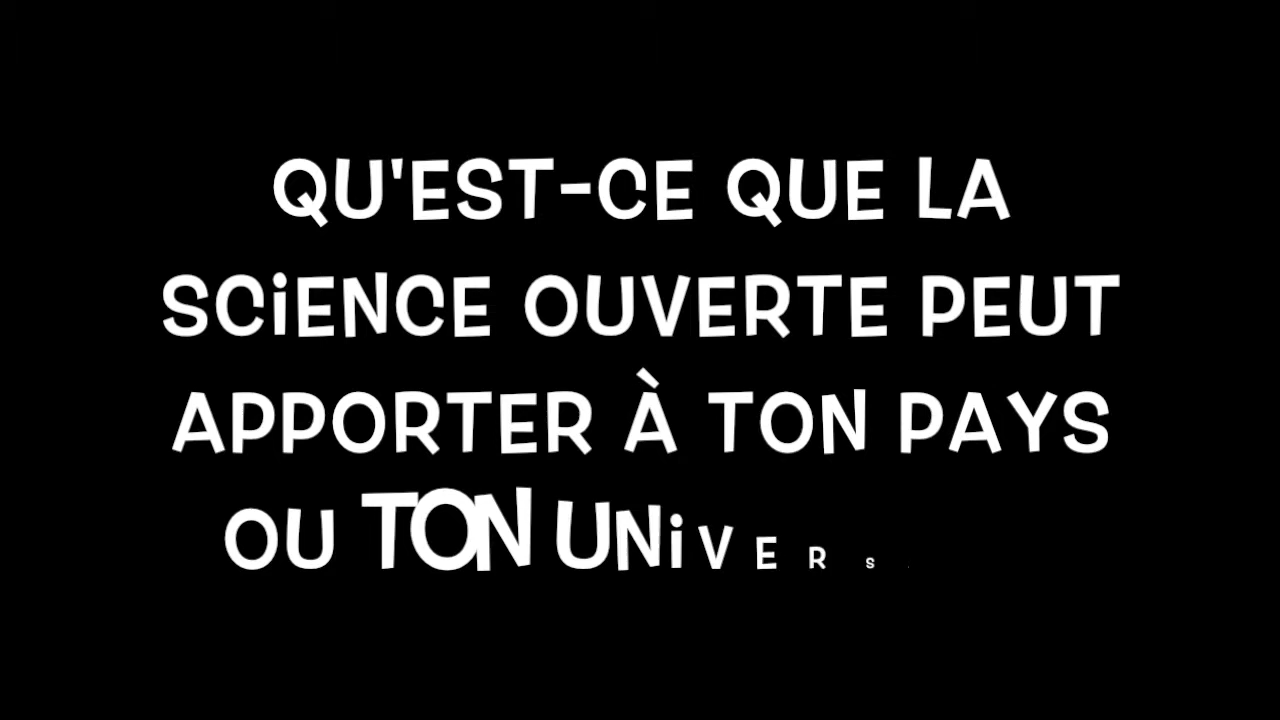 QU'EST-CE QUE LA
SCiENCE OUVERTE PEUT
APPORTER À TON PAYS
OU TON UNiVERS